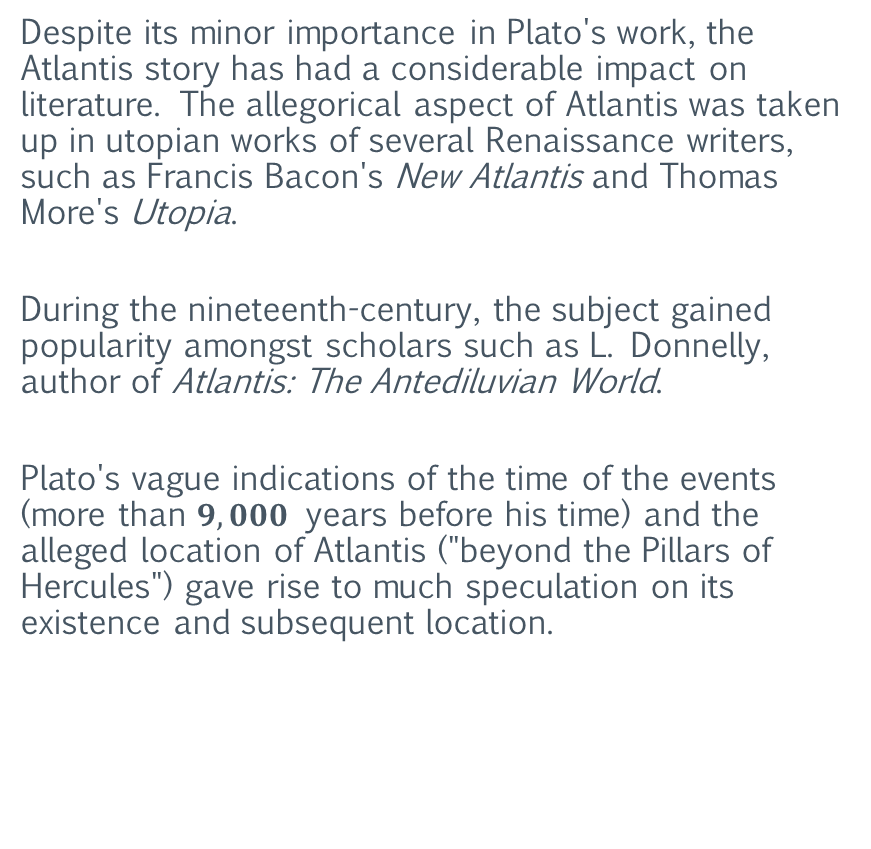 Despite its minor importance in Plato's work, the
Atlantis story has had a considerable impact on
literature. The allegorical aspect of Atlantis was taken
up in utopian works of several Renaissance writers,
such as Francis Bacon's New Atlantis and Thomas
More's Utopia.
During the nineteenth-century, the subject gained
popularity amongst scholars such as L. Donnelly,
author of Atlantis: The Antediluvian World.
Plato's vague indications of the time of the events
(more than 9,000 years before his time) and the
alleged location of Atlantis ("beyond the Pillars of
Hercules") gave rise to much speculation on its
existence and subsequent location.